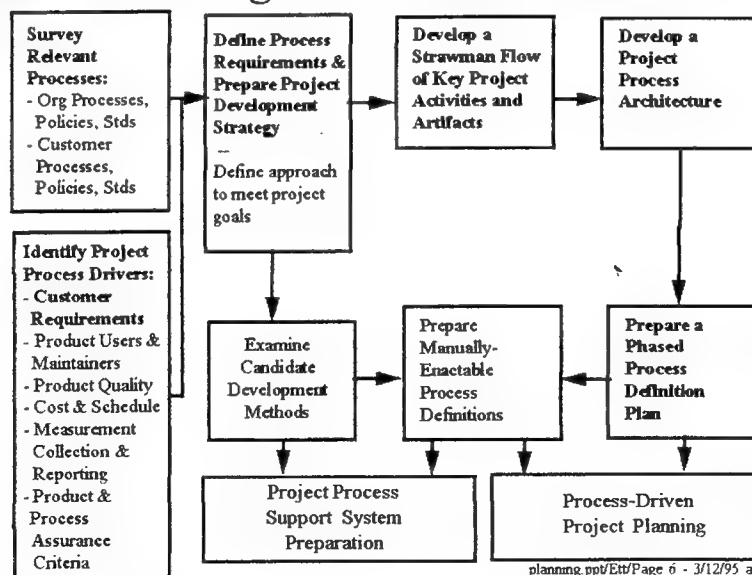 Survey
Relevant
Processes:
- Org Processes,
Policies, Stds
- Customer
Processes,
Policies, Stds
Identify Project
Process Drivers:
- Customer
Requirements
- Product Users &
Maintainers
- Product Quality
- Cost & Schedule
- Measurement
Collection &
Reporting
- Product &
Process
Assurance
Criteria
Define Process
Requirements &
Prepare Project
Development
Strategy
–
Define approach
to meet project
goals
Develop a
Strawman Flow
of Key Project
Activities and
Artifacts
Develop a
Project
Process
Architecture
Examine
Candidate
Development
Methods
Prepare
Manually-
Enactable
Process
Definitions
Prepare a
Phased
Process
Definition
Plan
Project Process
Support System
Preparation
Process-Driven
Project Planning
planning.ppt/Ett/Page 6 - 3/12/95 a